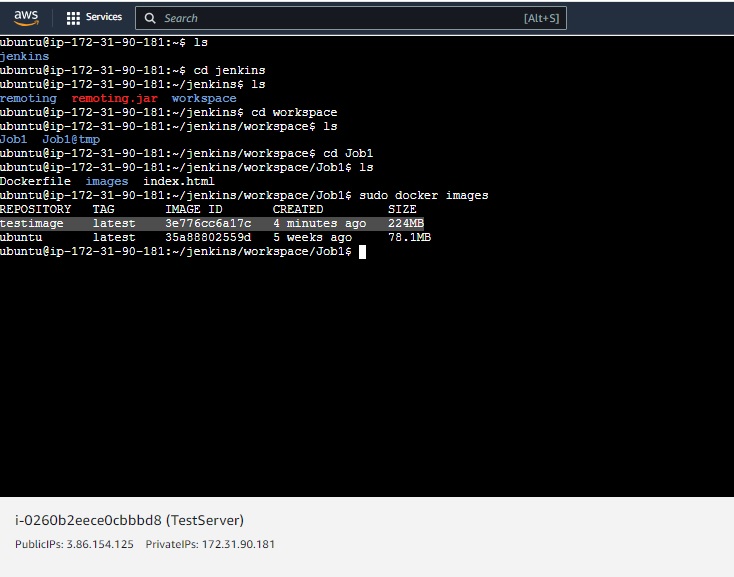 aws Services Search [Alt+S]
ubuntu@ip-172-31-90-181:~$ ls
jenkins
ubuntu@ip-172-31-90-181:~$ cd jenkins
ubuntu@ip-172-31-90-181:~/jenkins$ ls
remoting  remoting.jar  workspace
ubuntu@ip-172-31-90-181:~/jenkins$ cd workspace
ubuntu@ip-172-31-90-181:~/jenkins/workspace$ ls
Job1  Job1@tmp
ubuntu@ip-172-31-90-181:~/jenkins/workspace$ cd Job1
ubuntu@ip-172-31-90-181:~/jenkins/workspace/Job1$ ls
Dockerfile  images  index.html
ubuntu@ip-172-31-90-181:~/jenkins/workspace/Job1$ sudo docker images
REPOSITORY   TAG       IMAGE ID       CREATED         SIZE
testimage    latest    3e776cc6a17c   4 minutes ago   224MB
ubuntu       latest    35a88802559d   5 weeks ago     78.1MB
ubuntu@ip-172-31-90-181:~/jenkins/workspace/Job1$
i-0260b2eece0cbbbd8 (TestServer)
PublicIPs: 3.86.154.125 PrivateIPs: 172.31.90.181